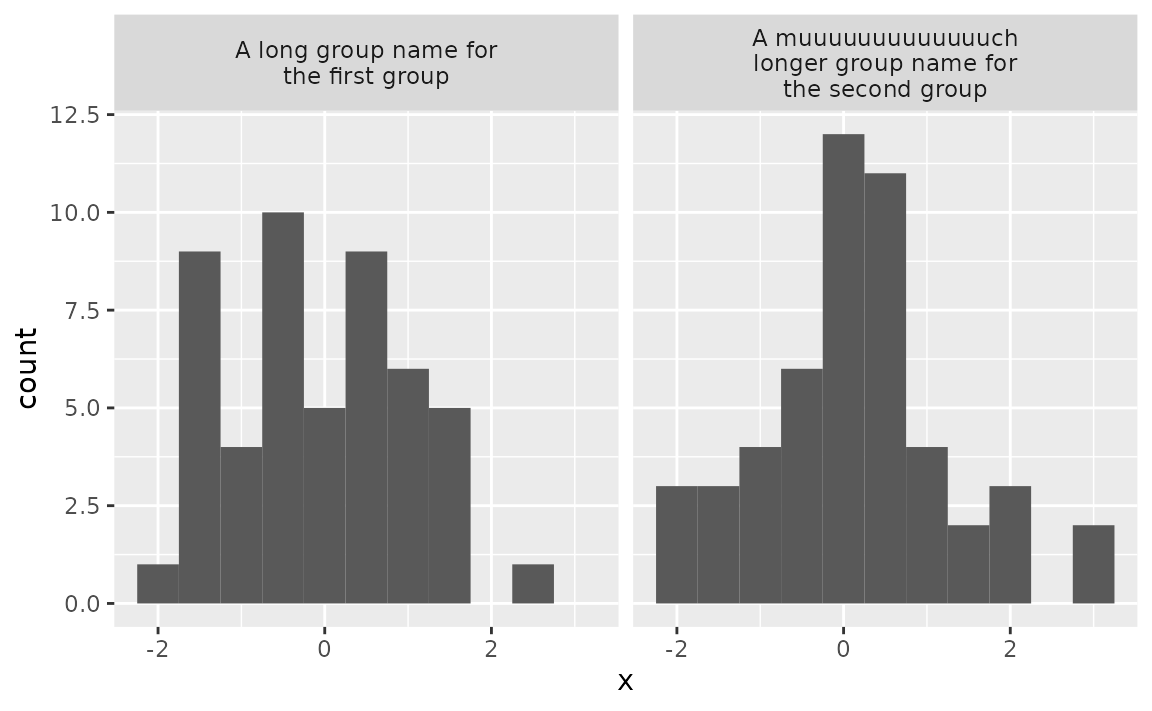 A long group name for
the first group
A muuuuuuuuuuuuuch
longer group name for
the second group
12.5
10.0
7.5
5.0
2.5
0.0
count
-2 0 2
-2 0 2
x